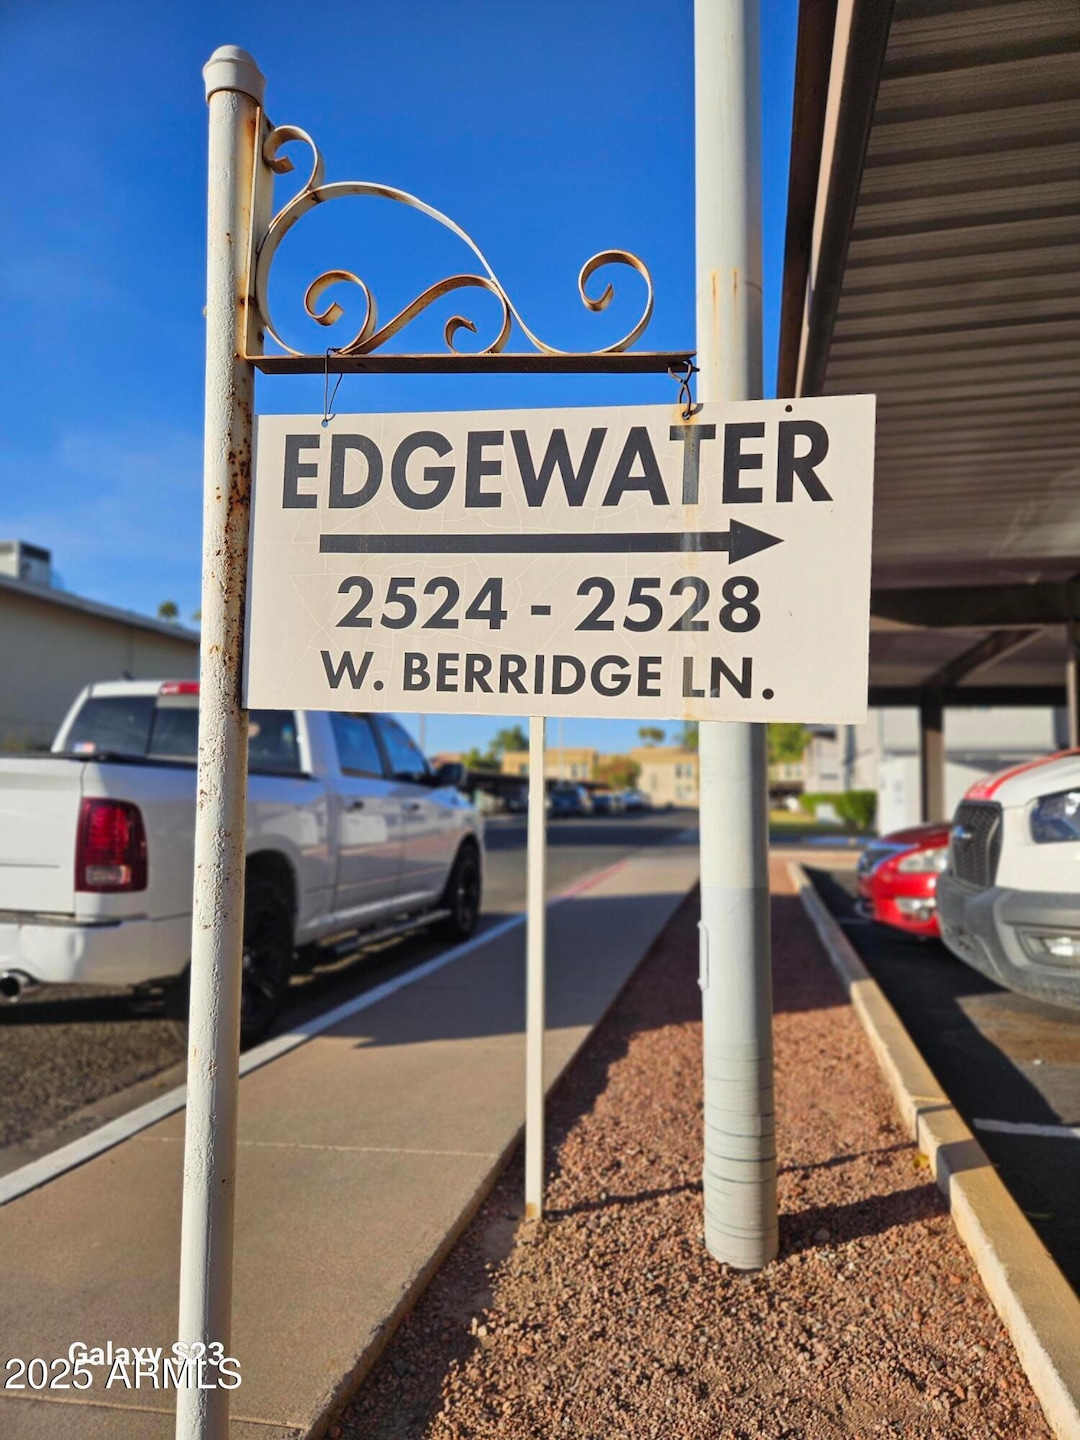 EDGEWATER
2524 - 2528
W. BERRIDGE LN.
Galaxy S23
2025 ARMLS